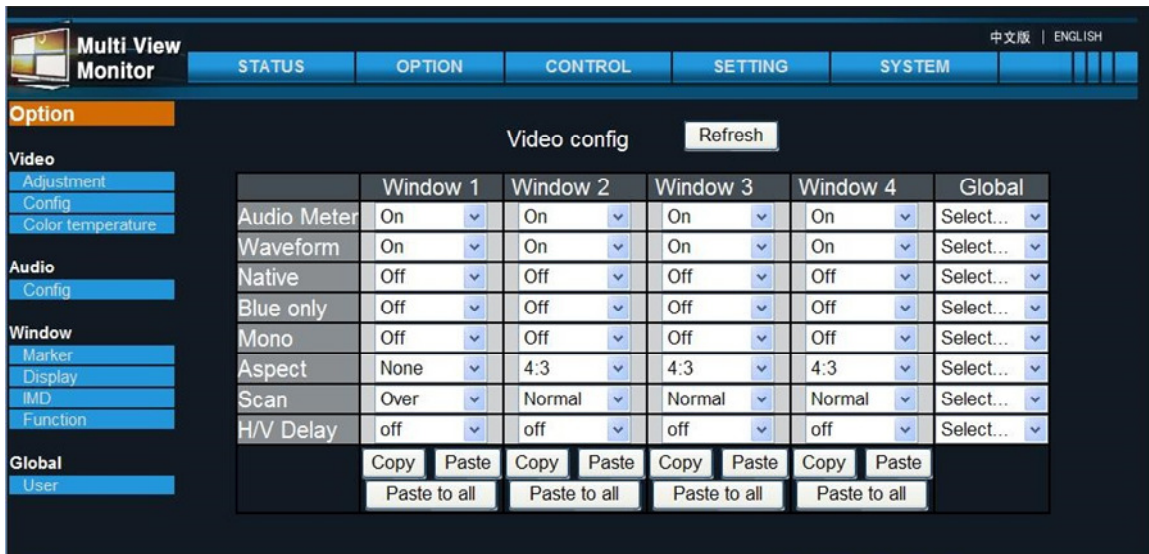 Multi View
Monitor
中文版 | ENGLISH
STATUS OPTION CONTROL SETTING SYSTEM
Option
Video
Adjustment
Config
Color temperature
Audio
Config
Window
Marker
Display
IMD
Function
Global
User
Video config Refresh
Window 1 Window 2 Window 3 Window 4 Global
Audio Meter On On On On Select...
Waveform On On On On Select...
Native Off Off Off Off Select...
Blue only Off Off Off Off Select...
Mono Off Off Off Off Select...
Aspect None 4:3 4:3 4:3 Select...
Scan Over Normal Normal Normal Select...
H/V Delay off off off off Select...
Copy Paste Copy Paste Copy Paste Copy Paste
Paste to all Paste to all Paste to all Paste to all